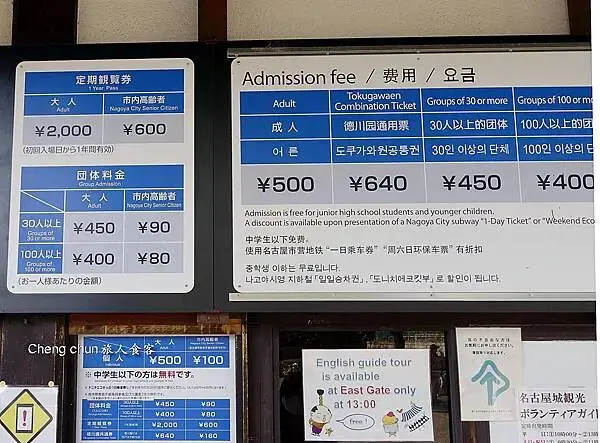 定期観覧券
1 Year Pass
大人
Adult
市内高齢者
Nagoya City Senior Citizen
¥2,000
¥600
(初回入場日から1年間有効)
団体料金
Group Admission
大人
Adult
市内高齢者
Nagoya City Senior Citizen
30人以上
Groups of
30 or more
¥450
¥90
100人以上
Groups of
100 or more
¥400
¥80
(お一人様あたりの金額)
Admission fee / 费用 / 요금
Adult
Tokugawaen
Combination Ticket
Groups of 30 or more
Groups of 100 or mo
成人
德川园通用票
30人以上的团体
100人以上的团
어른
도쿠가와원공통권
30인 이상의 단체
100인 이상의 단
¥500
¥640
¥450
¥400
Admission is free for junior high school students and younger children.
A discount is available upon presentation of a Nagoya City subway "1-Day Ticket" or "Weekend Eco
中学生以下免费。
使用名古屋市营地铁 "一日乘车券" "周六日环保车票" 有折扣
중학생 이하는 무료입니다.
나고야시영 지하철 「일일승차권」, 「도니치에코킷부」로 할인이 됩니다.
Cheng chun 旅人食客
個人
¥500
¥100
※ 中学生以下の方は無料です。
団体料金
¥450
¥90
¥400
¥80
定期観覧券
¥2,000
¥600
¥640
¥160
English guide tour
is available
at East Gate only
at 13:00
free!
名古屋城観光
ボランティアガイド